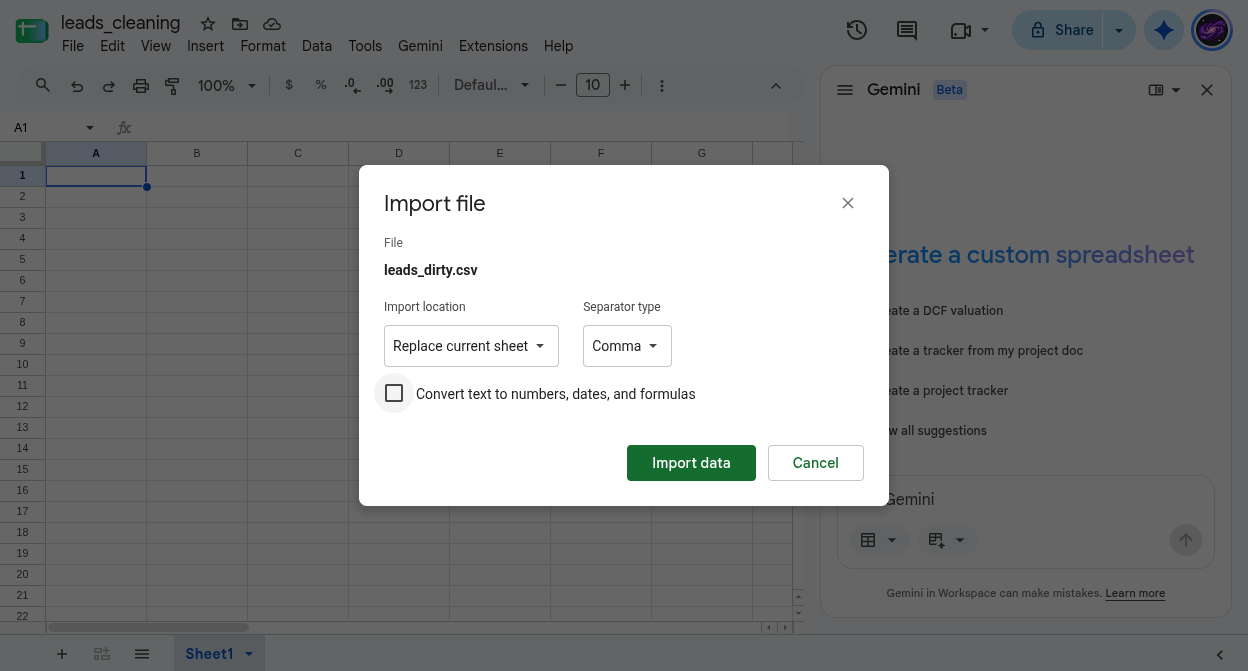 leads_cleaning
File Edit View Insert Format Data Tools Gemini Extensions Help
Share
100% $ % .0 .00 123 Defaul... 10
A1 fx
A B C D E F G
1
2
3
4
5
6
7
8
9
10
11
12
13
14
15
16
17
18
19
20
21
22
Import file
File
leads_dirty.csv
Import location Separator type
Replace current sheet Comma
Convert text to numbers, dates, and formulas
Import data Cancel
Gemini Beta
erate a custom spreadsheet
eate a DCF valuation
eate a tracker from my project doc
eate a project tracker
w all suggestions
Gemini
Gemini in Workspace can make mistakes. Learn more
Sheet1